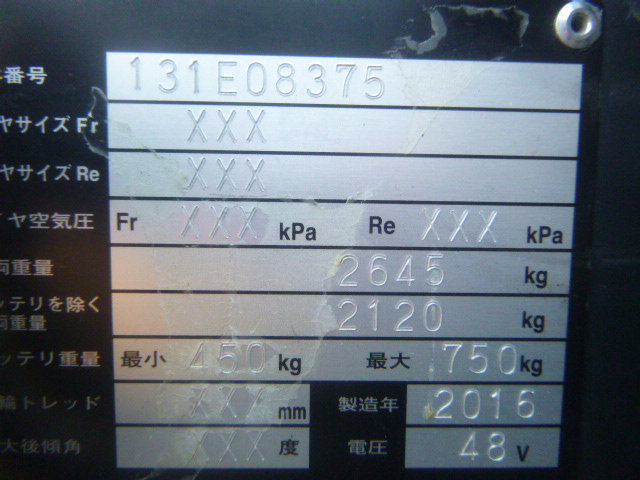 番号 131E08375
ヤサイズ Fr XXX
ヤサイズ Re XXX
ヤ空気圧 Fr XXX kPa Re XXX kPa
両重量 2645 kg
ッテリを除く
両重量 2120 kg
ッテリ重量 最小 450 kg 最大 750 kg
輪トレッド XXX mm 製造年 2016
大後傾角 XXX 度 電圧 48 V